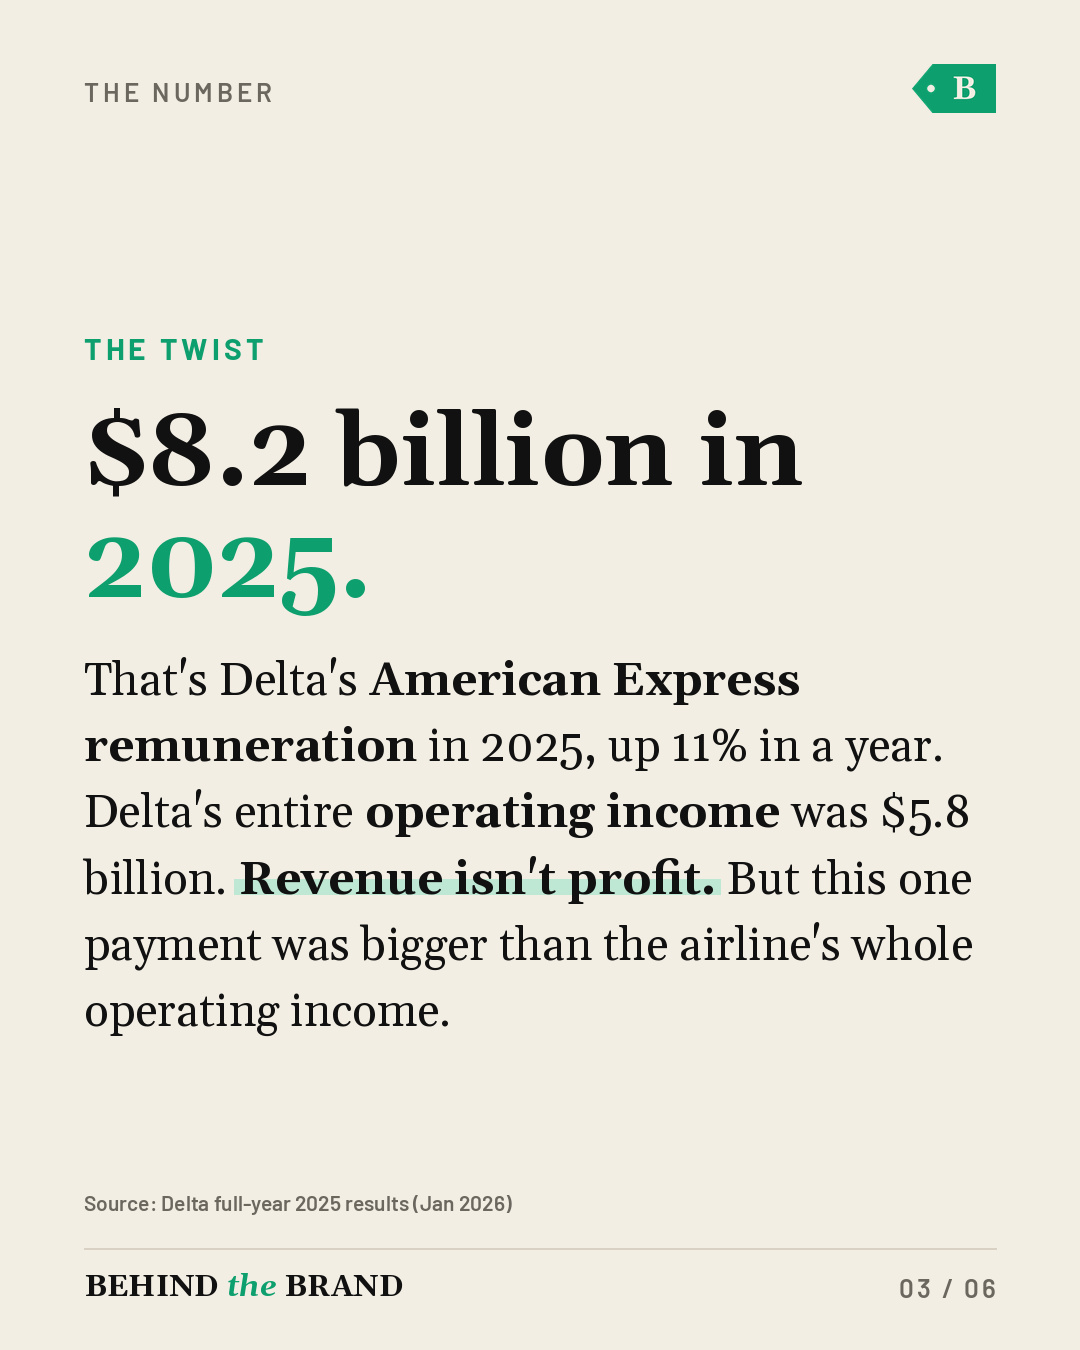 THE NUMBER
B
THE TWIST
$8.2 billion in
2025.
That's Delta's American Express
remuneration in 2025, up 11% in a year.
Delta's entire operating income was $5.8
billion. Revenue isn't profit. But this one
payment was bigger than the airline's whole
operating income.
Source: Delta full-year 2025 results (Jan 2026)
BEHIND the BRAND
03 / 06